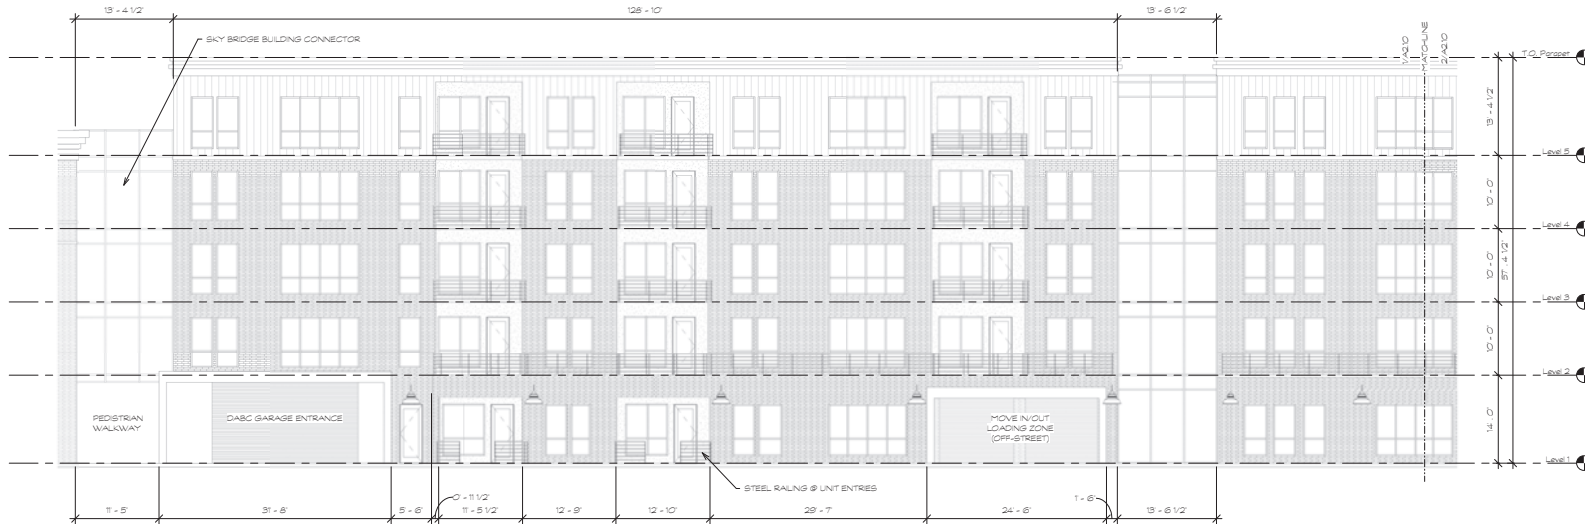 13' - 4 1/2"
128' - 10"
13' - 6 1/2"
SKY BRIDGE BUILDING CONNECTOR
1/A2.10
MATCHLINE
2/A2.10
T.O. Parapet
13' - 4 1/2"
Level 5
10' - 0"
Level 4
10' - 0"
57' - 4 1/2"
Level 3
10' - 0"
Level 2
PEDISTRIAN
WALKWAY
DABC GARAGE ENTRANCE
MOVE IN/OUT
LOADING ZONE
(OFF-STREET)
14' - 0"
Level 1
STEEL RAILING @ UNIT ENTRIES
0' - 11 1/2"
1' - 6"
11' - 5"
31' - 8"
5' - 6"
11' - 5 1/2"
12' - 9"
12' - 10"
29' - 7"
24' - 6"
13' - 6 1/2"